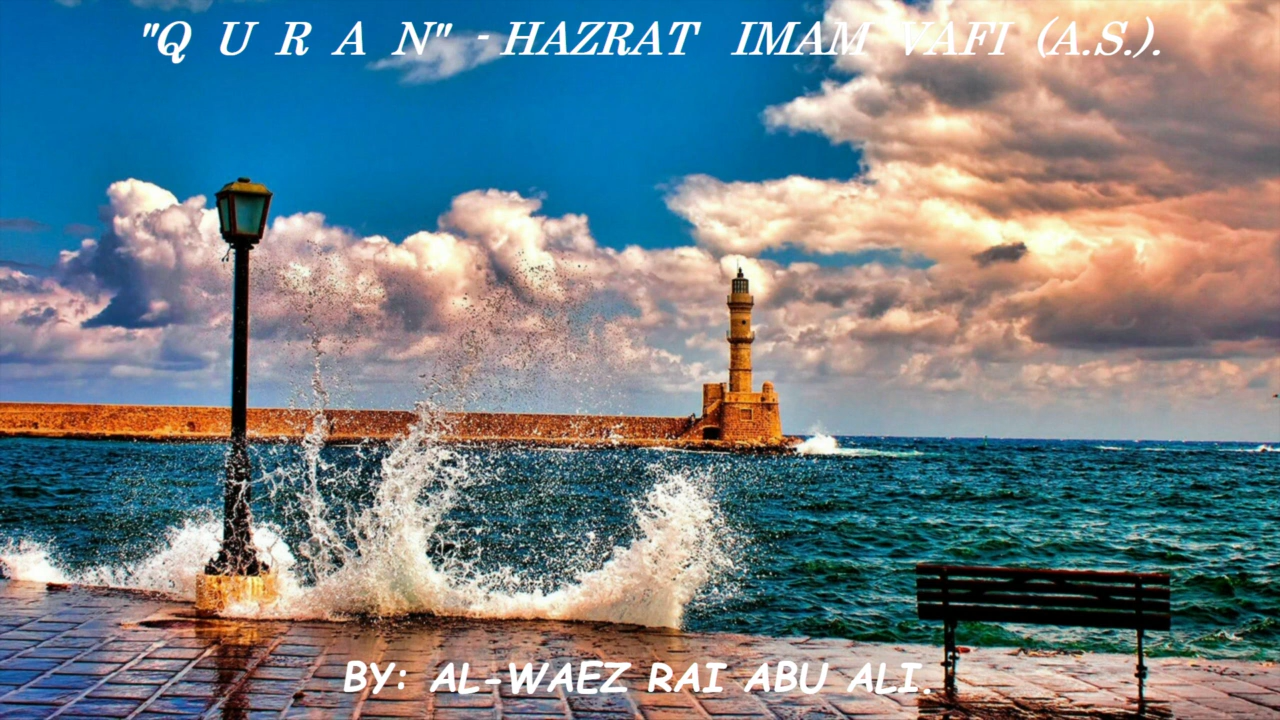 "Q U R A N" - HAZRAT IMAM VAFI (A.S.).
BY: AL-WAEZ RAI ABU ALI.